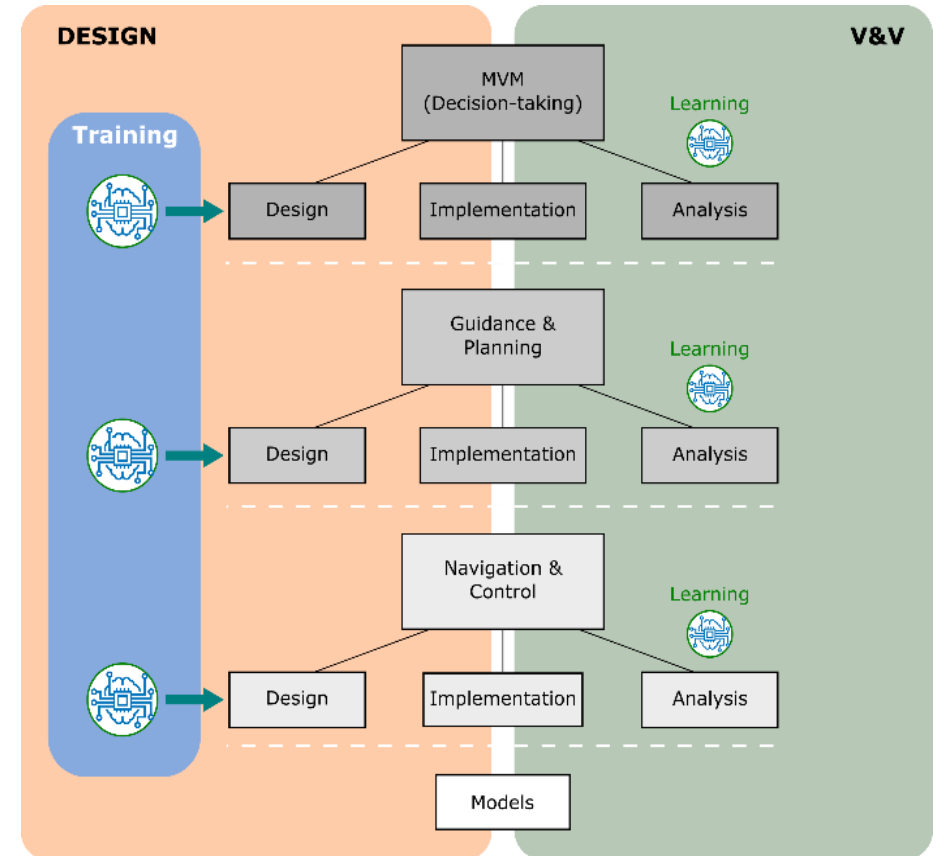 DESIGN
V&V
MVM
(Decision-taking)
Learning
Training
Design
Implementation
Analysis
Guidance &
Planning
Learning
Design
Implementation
Analysis
Navigation &
Control
Learning
Design
Implementation
Analysis
Models